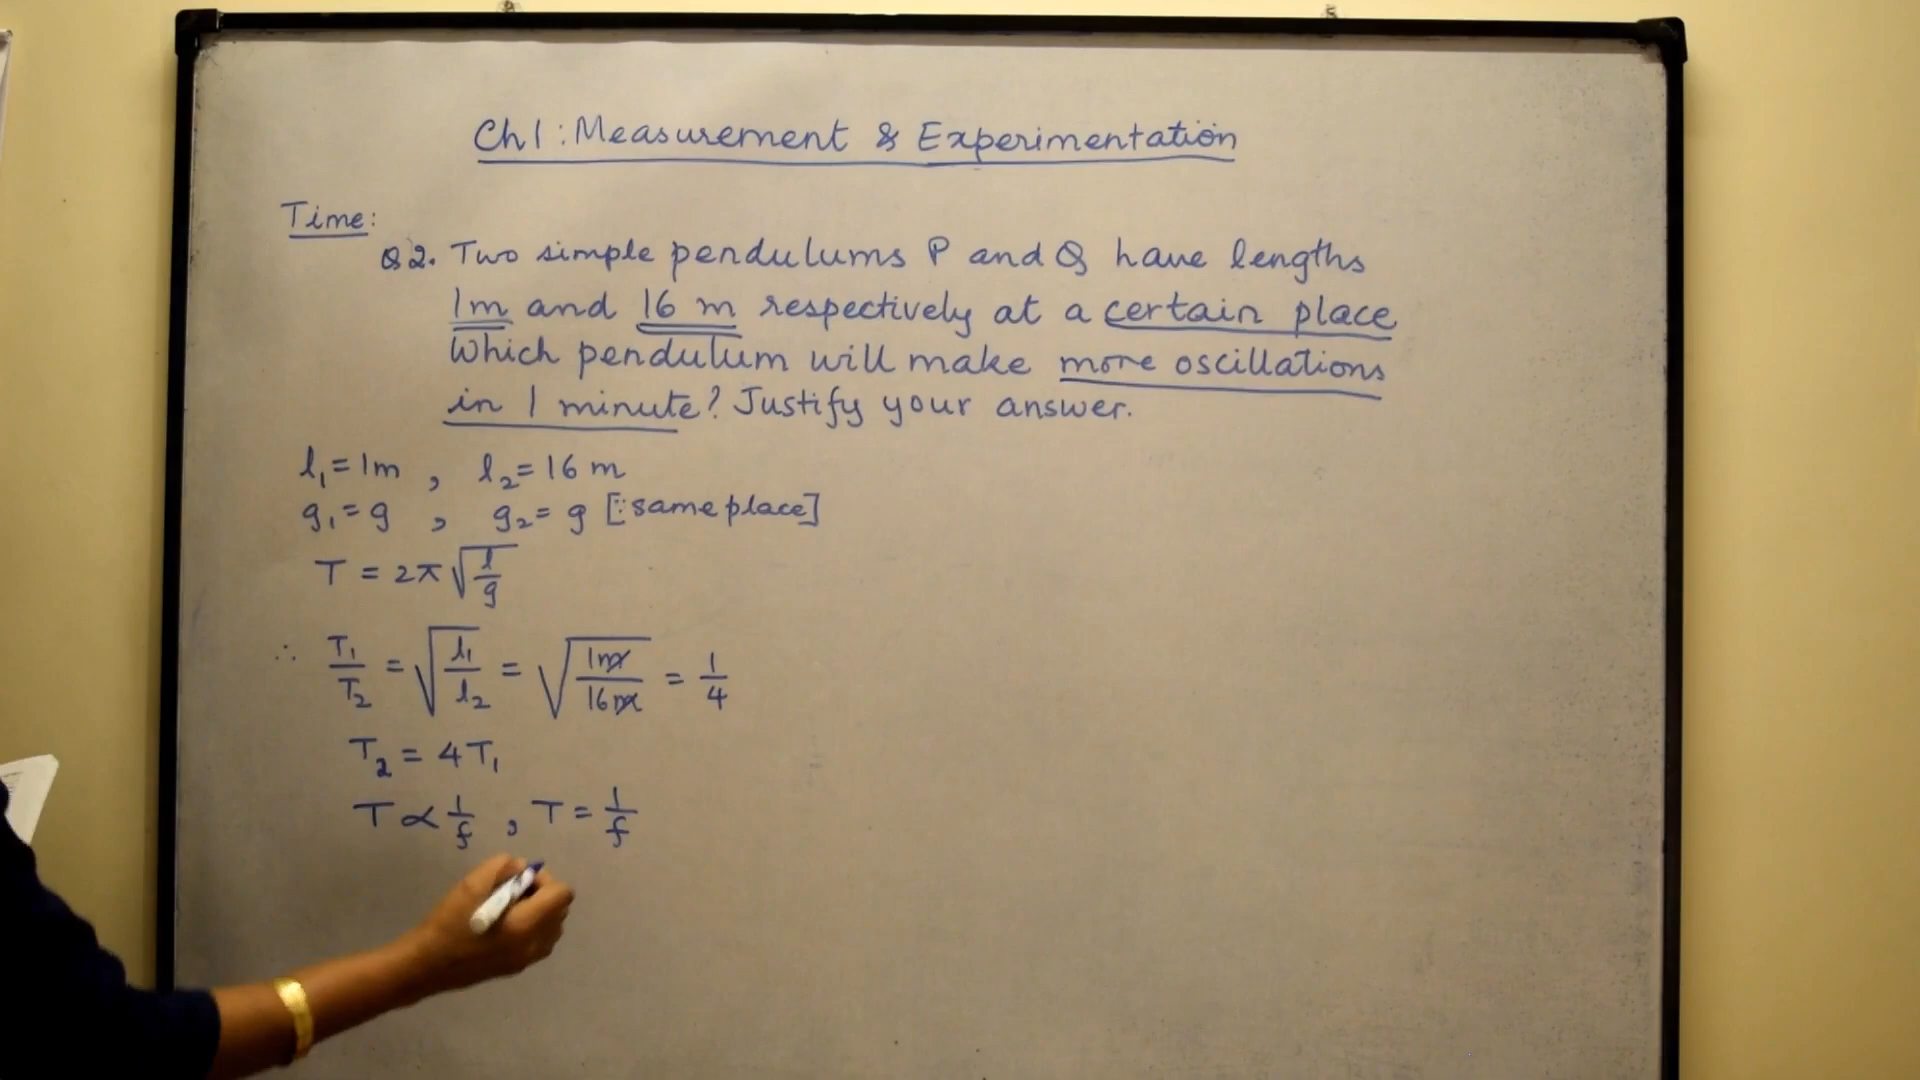 Ch1: Measurement & Experimentation
Time:
Q2. Two simple pendulums P and Q have lengths
1m and 16 m respectively at a certain place
Which pendulum will make more oscillations
in 1 minute? Justify your answer.
l₁ = 1m , l₂ = 16 m
g₁ = g , g₂ = g [∵ same place]
T = 2π √(l/g)
∴ T₁/T₂ = √(l₁/l₂) = √(1m/16m) = 1/4
T₂ = 4T₁
T ∝ 1/f , T = 1/f